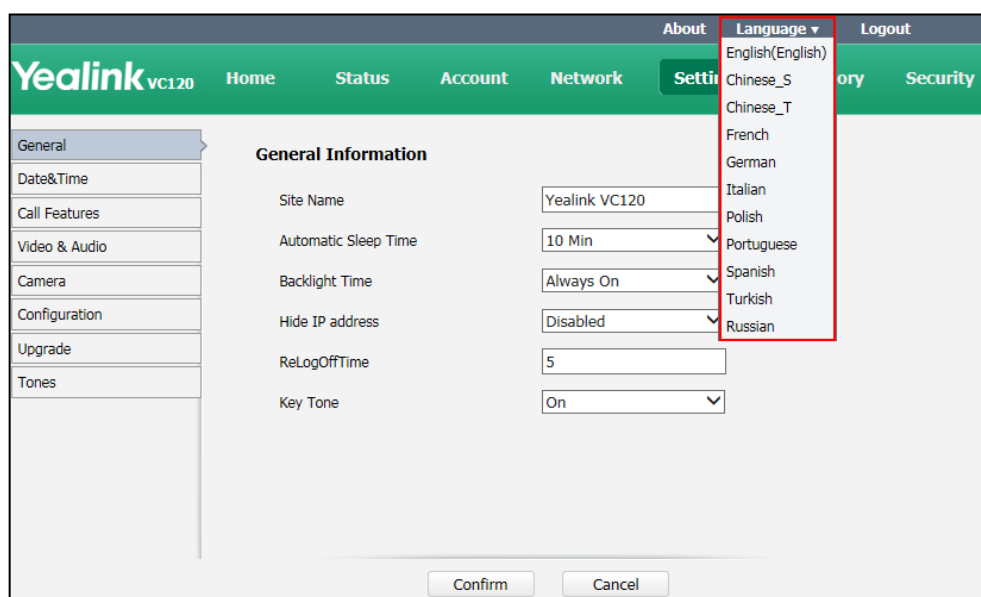 About Language ▾ Logout
Yealink VC120 Home Status Account Network Settin ory Security
English(English)
Chinese_S
Chinese_T
French
German
Italian
Polish
Portuguese
Spanish
Turkish
Russian
General
Date&Time
Call Features
Video & Audio
Camera
Configuration
Upgrade
Tones
General Information
Site Name Yealink VC120
Automatic Sleep Time 10 Min
Backlight Time Always On
Hide IP address Disabled
ReLogOffTime 5
Key Tone On
Confirm Cancel